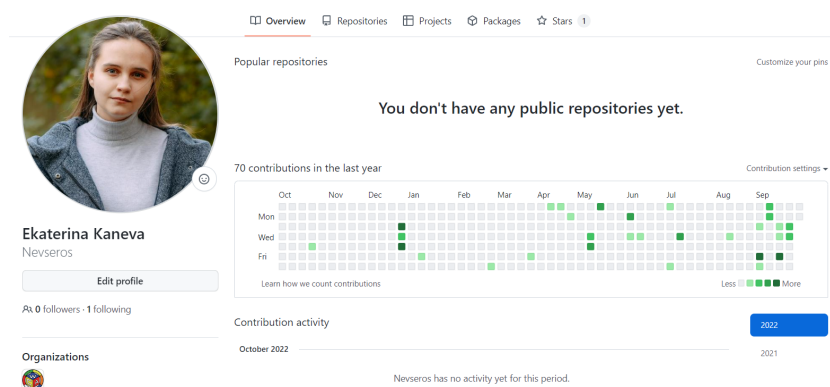 Overview Repositories Projects Packages Stars 1
Popular repositories Customize your pins
You don't have any public repositories yet.
70 contributions in the last year Contribution settings
Oct Nov Dec Jan Feb Mar Apr May Jun Jul Aug Sep
Mon
Wed
Fri
Learn how we count contributions Less More
Ekaterina Kaneva
Nevseros
Edit profile
0 followers · 1 following
Organizations
Contribution activity
2022
2021
October 2022
Nevseros has no activity yet for this period.